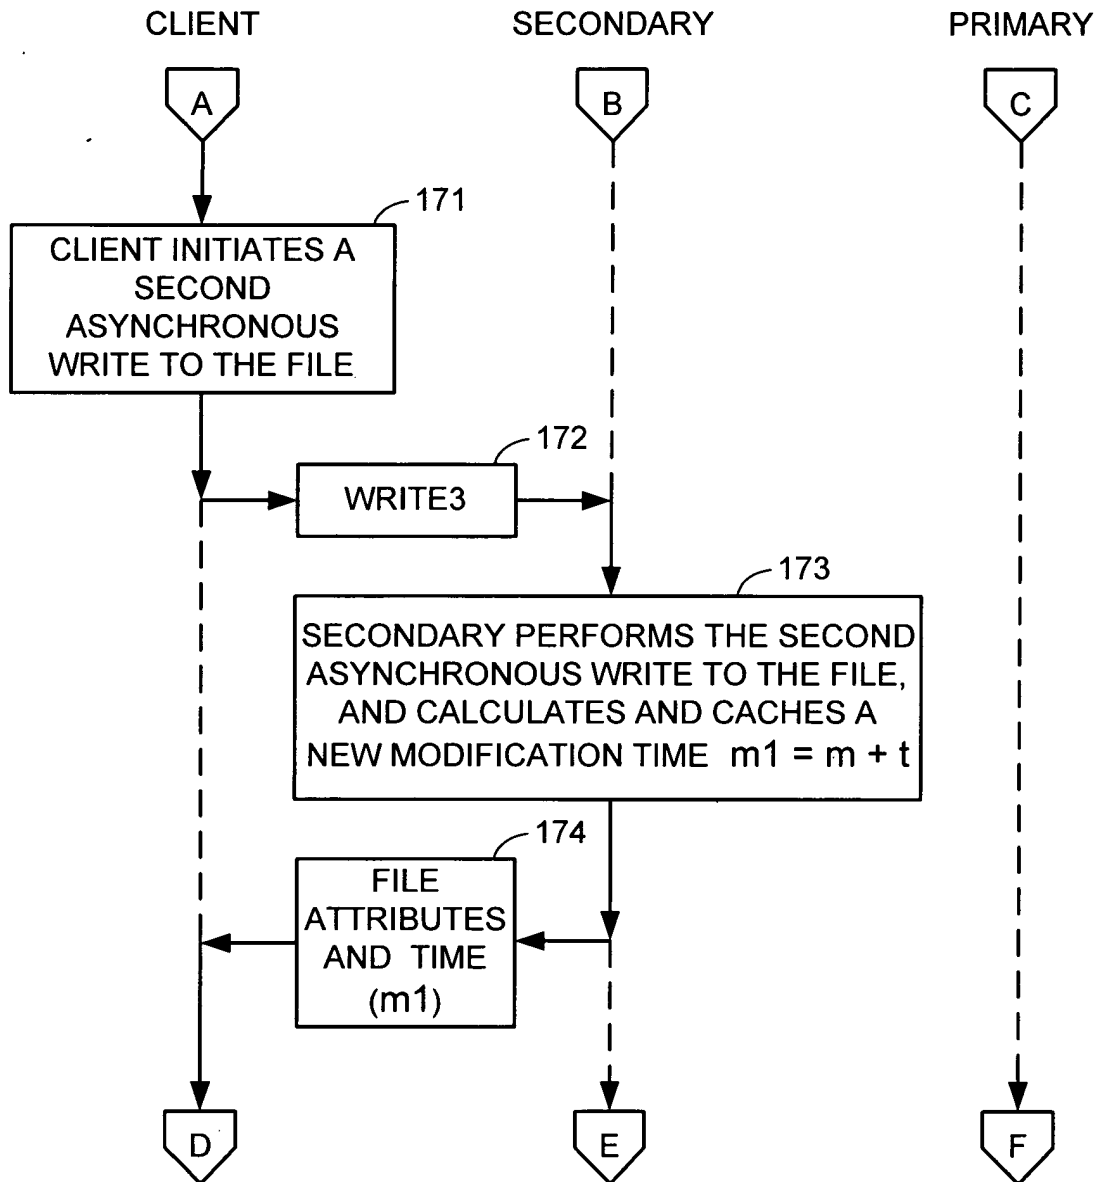 CLIENT SECONDARY PRIMARY
A B C
171
CLIENT INITIATES A
SECOND
ASYNCHRONOUS
WRITE TO THE FILE
172
WRITE3
173
SECONDARY PERFORMS THE SECOND
ASYNCHRONOUS WRITE TO THE FILE,
AND CALCULATES AND CACHES A
NEW MODIFICATION TIME m1 = m + t
174
FILE
ATTRIBUTES
AND TIME
(m1)
D E F